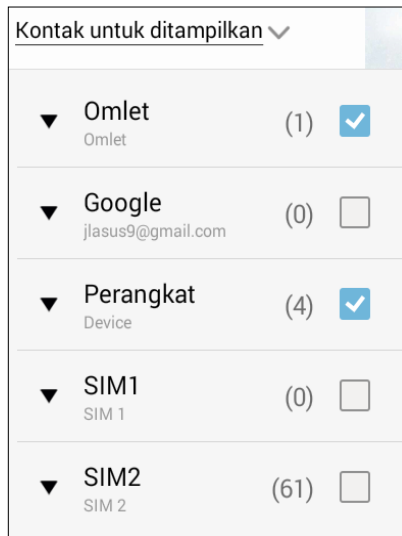 Kontak untuk ditampilkan
Omlet
(1)
Omlet
Google
(0)
jlasus9@gmail.com
Perangkat
(4)
Device
SIM1
(0)
SIM 1
SIM2
(61)
SIM 2